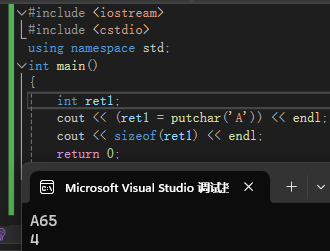 #include <iostream>
#include <cstdio>
using namespace std;
int main()
{
int ret1;
cout << (ret1 = putchar('A')) << endl;
cout << sizeof(ret1) << endl;
return 0;
Microsoft Visual Studio 调试
A65
4